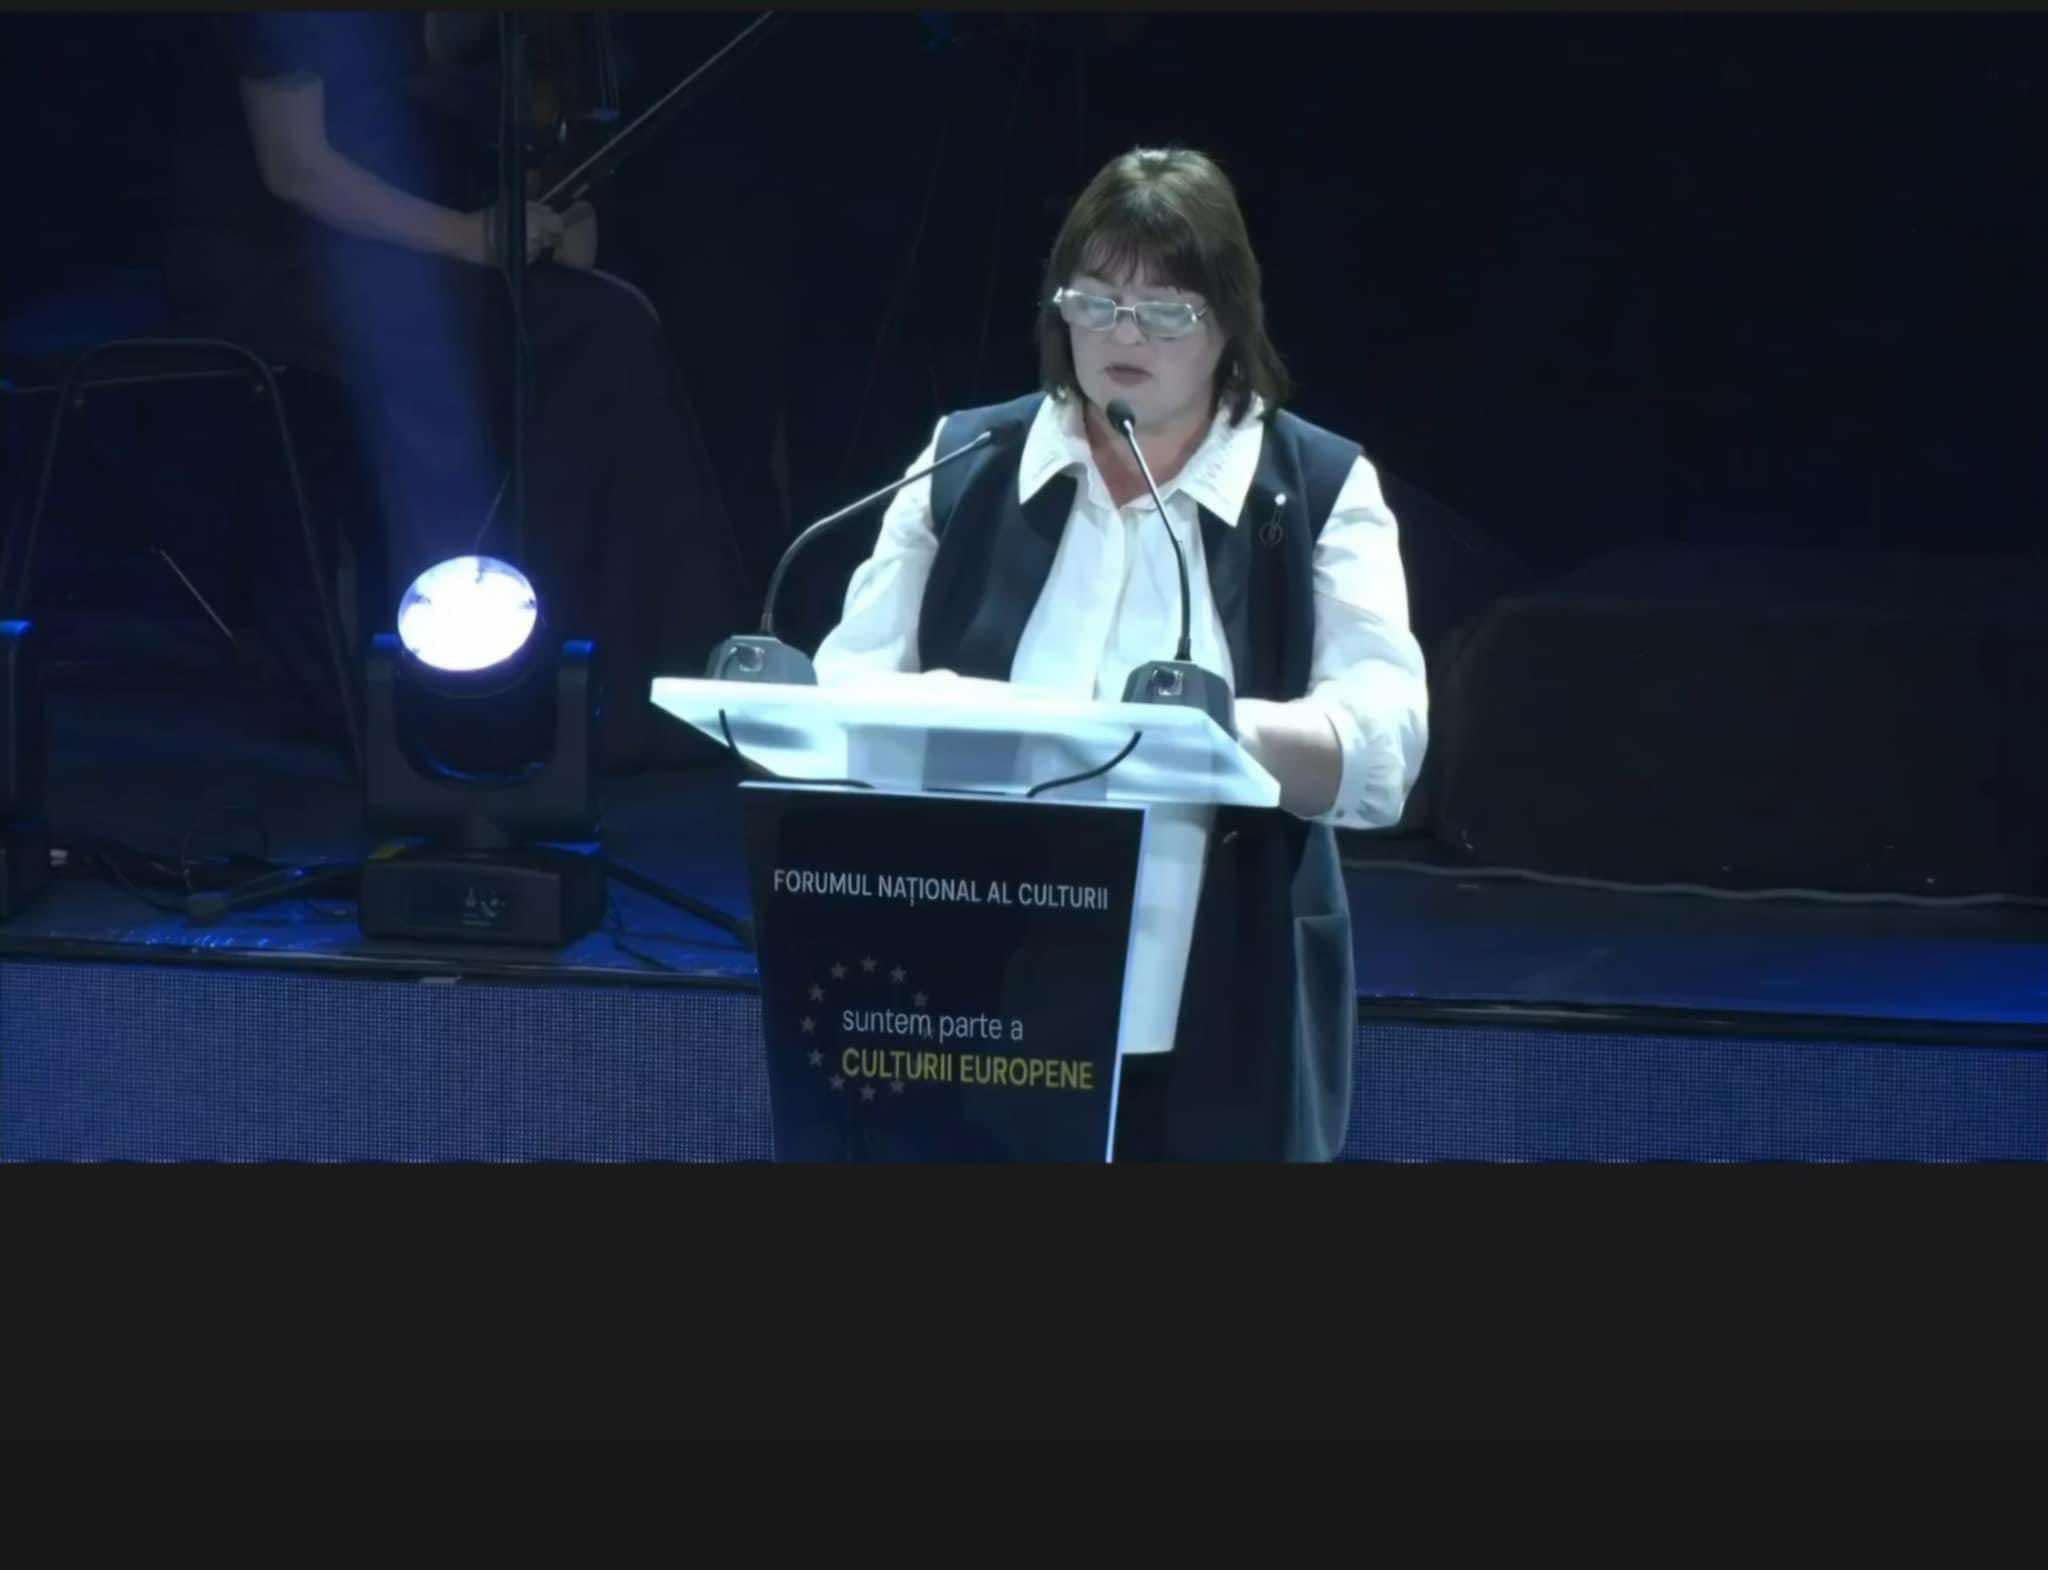 FORUMUL NAȚIONAL AL CULTURII
suntem parte a
CULTURII EUROPENE